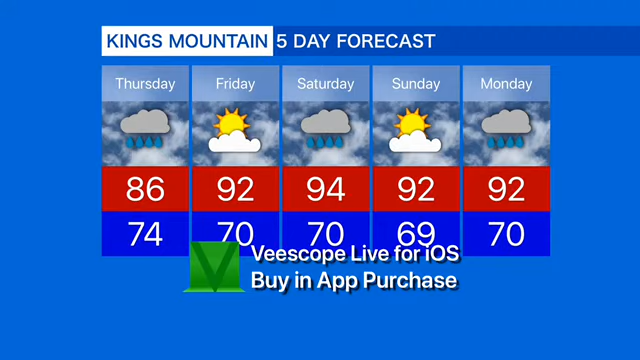 KINGS MOUNTAIN 5 DAY FORECAST
Thursday Friday Saturday Sunday Monday
86 92 94 92 92
74 70 70 69 70
V Veescope Live for iOS
Buy in App Purchase